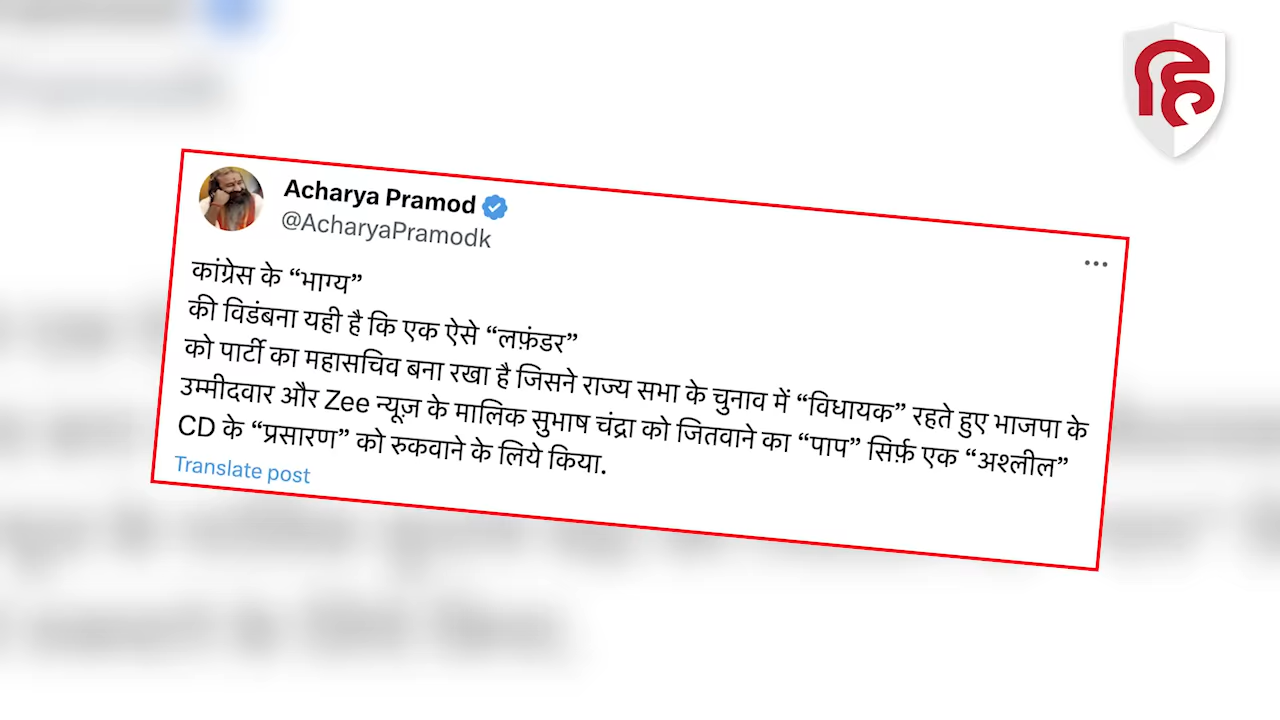 हि
Acharya Pramod
@AcharyaPramodk
कांग्रेस के “भाग्य”
की विडंबना यही है कि एक ऐसे “लफ़ंडर”
को पार्टी का महासचिव बना रखा है जिसने राज्य सभा के चुनाव में “विधायक” रहते हुए भाजपा के
उम्मीदवार और Zee न्यूज़ के मालिक सुभाष चंद्रा को जितवाने का “पाप” सिर्फ़ एक “अश्लील”
CD के “प्रसारण” को रुकवाने के लिये किया.
Translate post